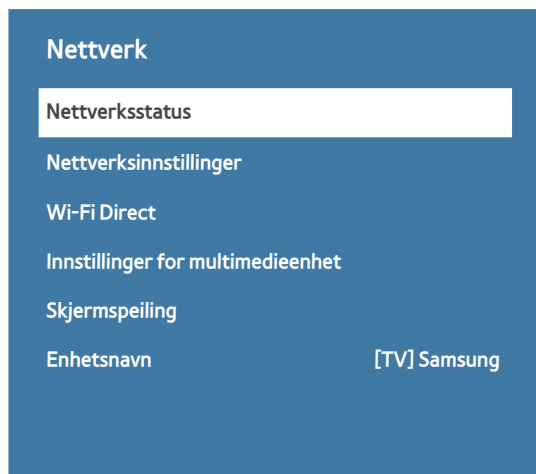 Nettverk
Nettverksstatus
Nettverksinnstillinger
Wi-Fi Direct
Innstillinger for multimedieenhet
Skjermspeiling
Enhetsnavn [TV] Samsung